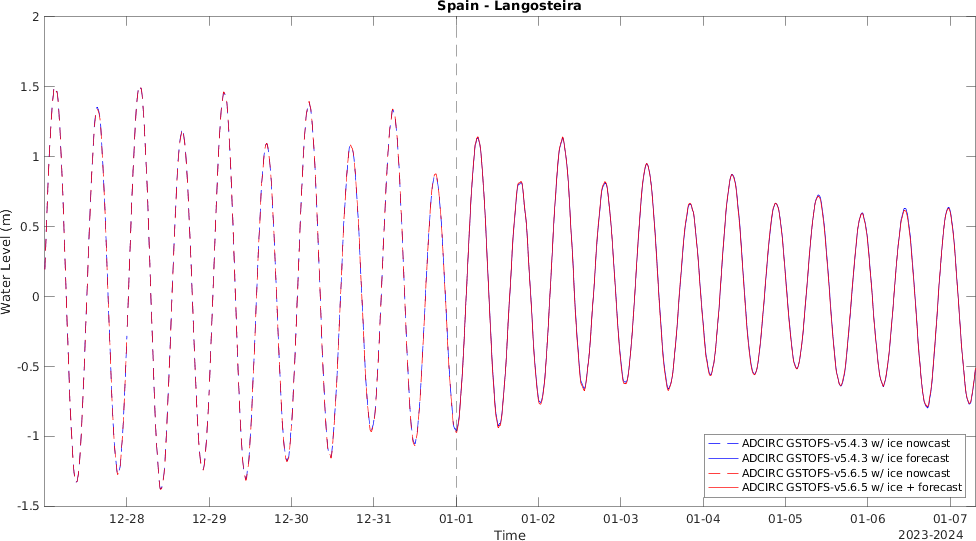 Spain - Langosteira
2
1.5
1
0.5
0
-0.5
-1
-1.5
Water Level (m)
ADCIRC GSTOFS-v5.4.3 w/ ice nowcast
ADCIRC GSTOFS-v5.4.3 w/ ice forecast
ADCIRC GSTOFS-v5.6.5 w/ ice nowcast
ADCIRC GSTOFS-v5.6.5 w/ ice + forecast
12-28 12-29 12-30 12-31 01-01 01-02 01-03 01-04 01-05 01-06 01-07
Time
2023-2024